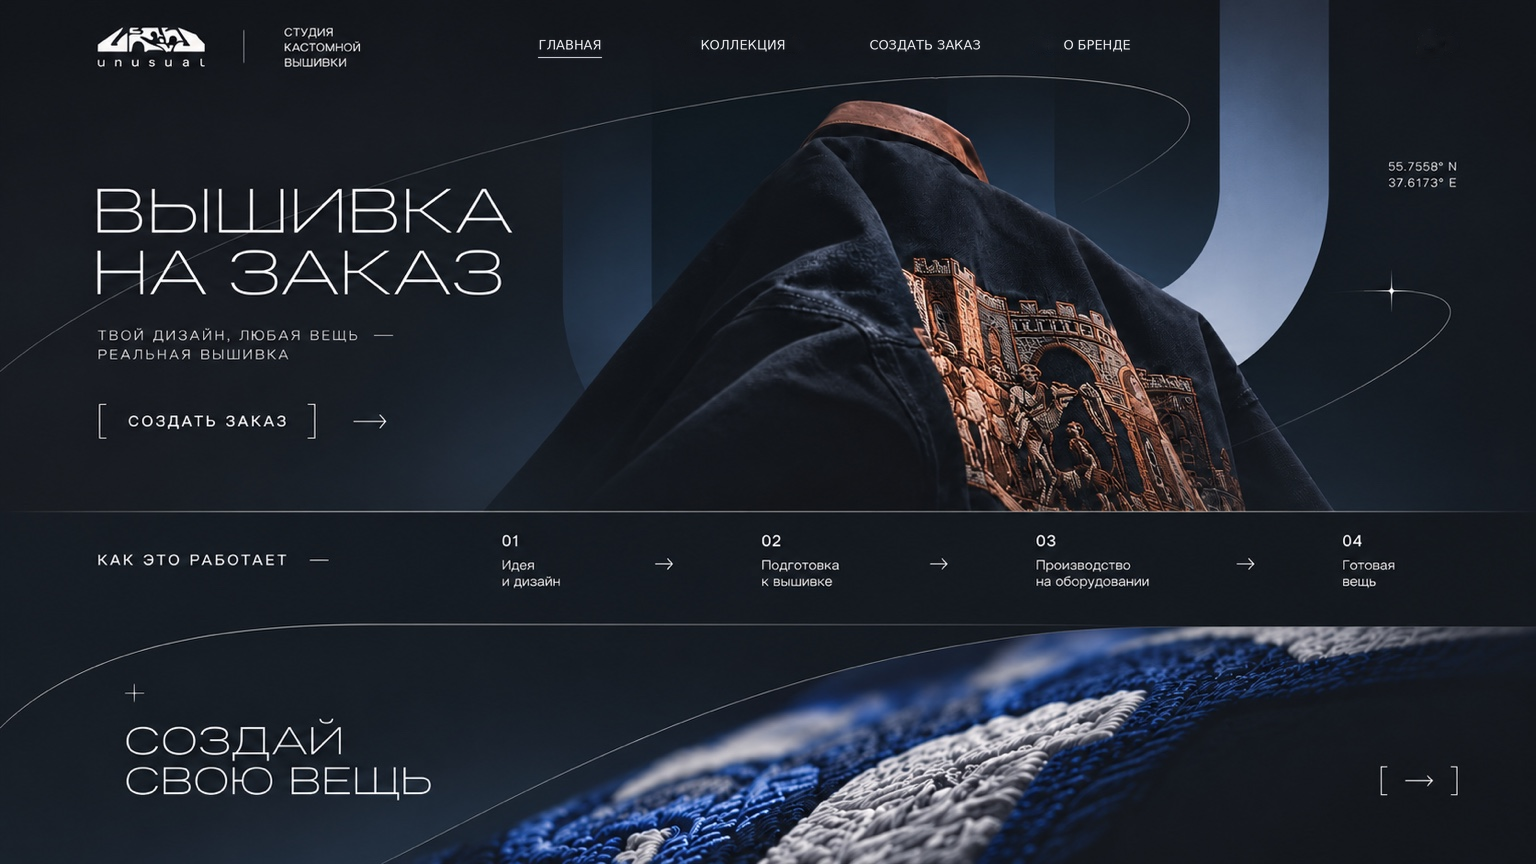 unusual
СТУДИЯ
КАСТОМНОЙ
ВЫШИВКИ
ГЛАВНАЯ
КОЛЛЕКЦИЯ
СОЗДАТЬ ЗАКАЗ
О БРЕНДЕ
55.7558° N
37.6173° E
ВЫШИВКА
НА ЗАКАЗ
ТВОЙ ДИЗАЙН, ЛЮБАЯ ВЕЩЬ —
РЕАЛЬНАЯ ВЫШИВКА
[ СОЗДАТЬ ЗАКАЗ ] →
КАК ЭТО РАБОТАЕТ —
01
Идея
и дизайн
→
02
Подготовка
к вышивке
→
03
Производство
на оборудовании
→
04
Готовая
вещь
СОЗДАЙ
СВОЮ ВЕЩЬ
[ → ]